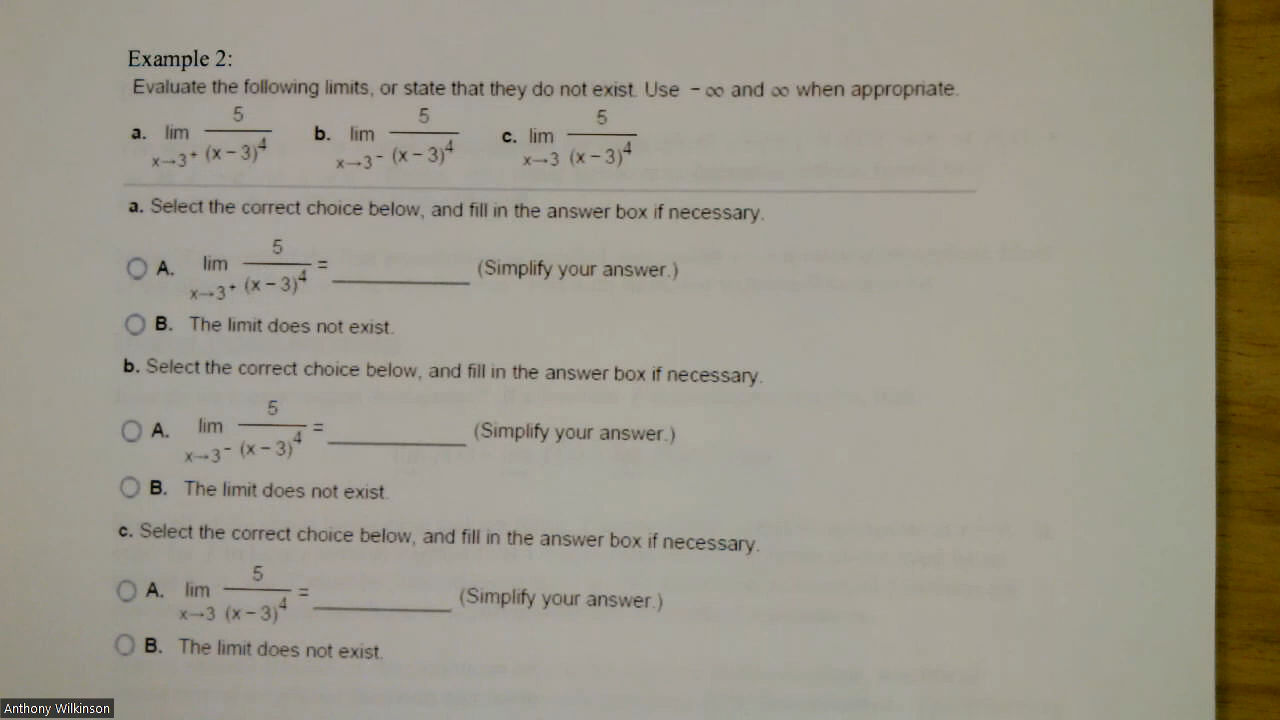 Example 2:
Evaluate the following limits, or state that they do not exist. Use - ∞ and ∞ when appropriate.
a. lim x→3⁺ 5/(x-3)⁴ b. lim x→3⁻ 5/(x-3)⁴ c. lim x→3 5/(x-3)⁴
a. Select the correct choice below, and fill in the answer box if necessary.
A. lim x→3⁺ 5/(x-3)⁴ = __________ (Simplify your answer.)
B. The limit does not exist.
b. Select the correct choice below, and fill in the answer box if necessary.
A. lim x→3⁻ 5/(x-3)⁴ = __________ (Simplify your answer.)
B. The limit does not exist.
c. Select the correct choice below, and fill in the answer box if necessary.
A. lim x→3 5/(x-3)⁴ = __________ (Simplify your answer.)
B. The limit does not exist.
Anthony Wilkinson